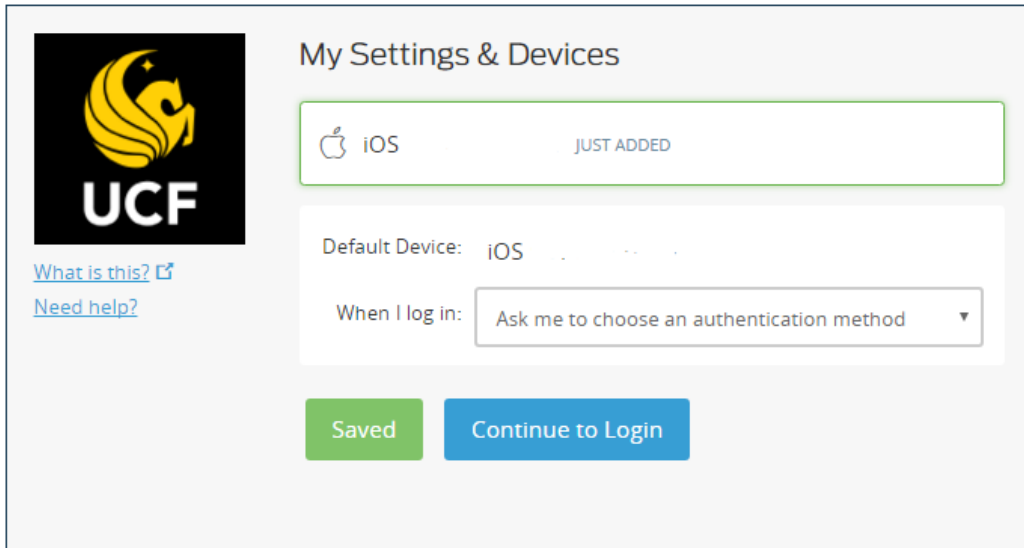 UCF
What is this?
Need help?
My Settings & Devices
iOS JUST ADDED
Default Device: iOS
When I log in: Ask me to choose an authentication method
Saved Continue to Login